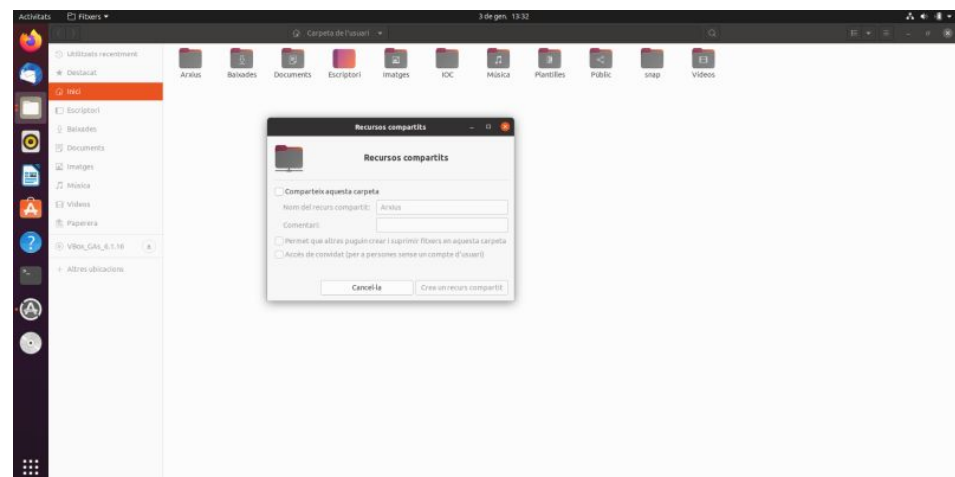 Activitats Fitxers 3 de gen. 13:32
Carpeta de l'usuari
Utilitzats recentment
Destacat
Inici
Escriptori
Baixades
Documents
Imatges
Música
Vídeos
Paperera
VBox_GAs_6.1.16
+ Altres ubicacions
Arxius Baixades Documents Escriptori Imatges IOC Música Plantilles Públic snap Vídeos
Recursos compartits
Recursos compartits
Comparteix aquesta carpeta
Nom del recurs compartit: Arxius
Comentari:
Permet que altres puguin crear i suprimir fitxers en aquesta carpeta
Accés de convidat (per a persones sense un compte d'usuari)
Cancel·la Crea un recurs compartit